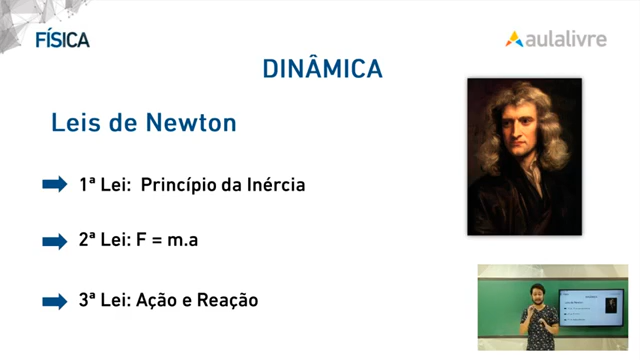 FÍSICA
aulalivre
DINÂMICA
Leis de Newton
1ª Lei: Princípio da Inércia
2ª Lei: F = m.a
3ª Lei: Ação e Reação